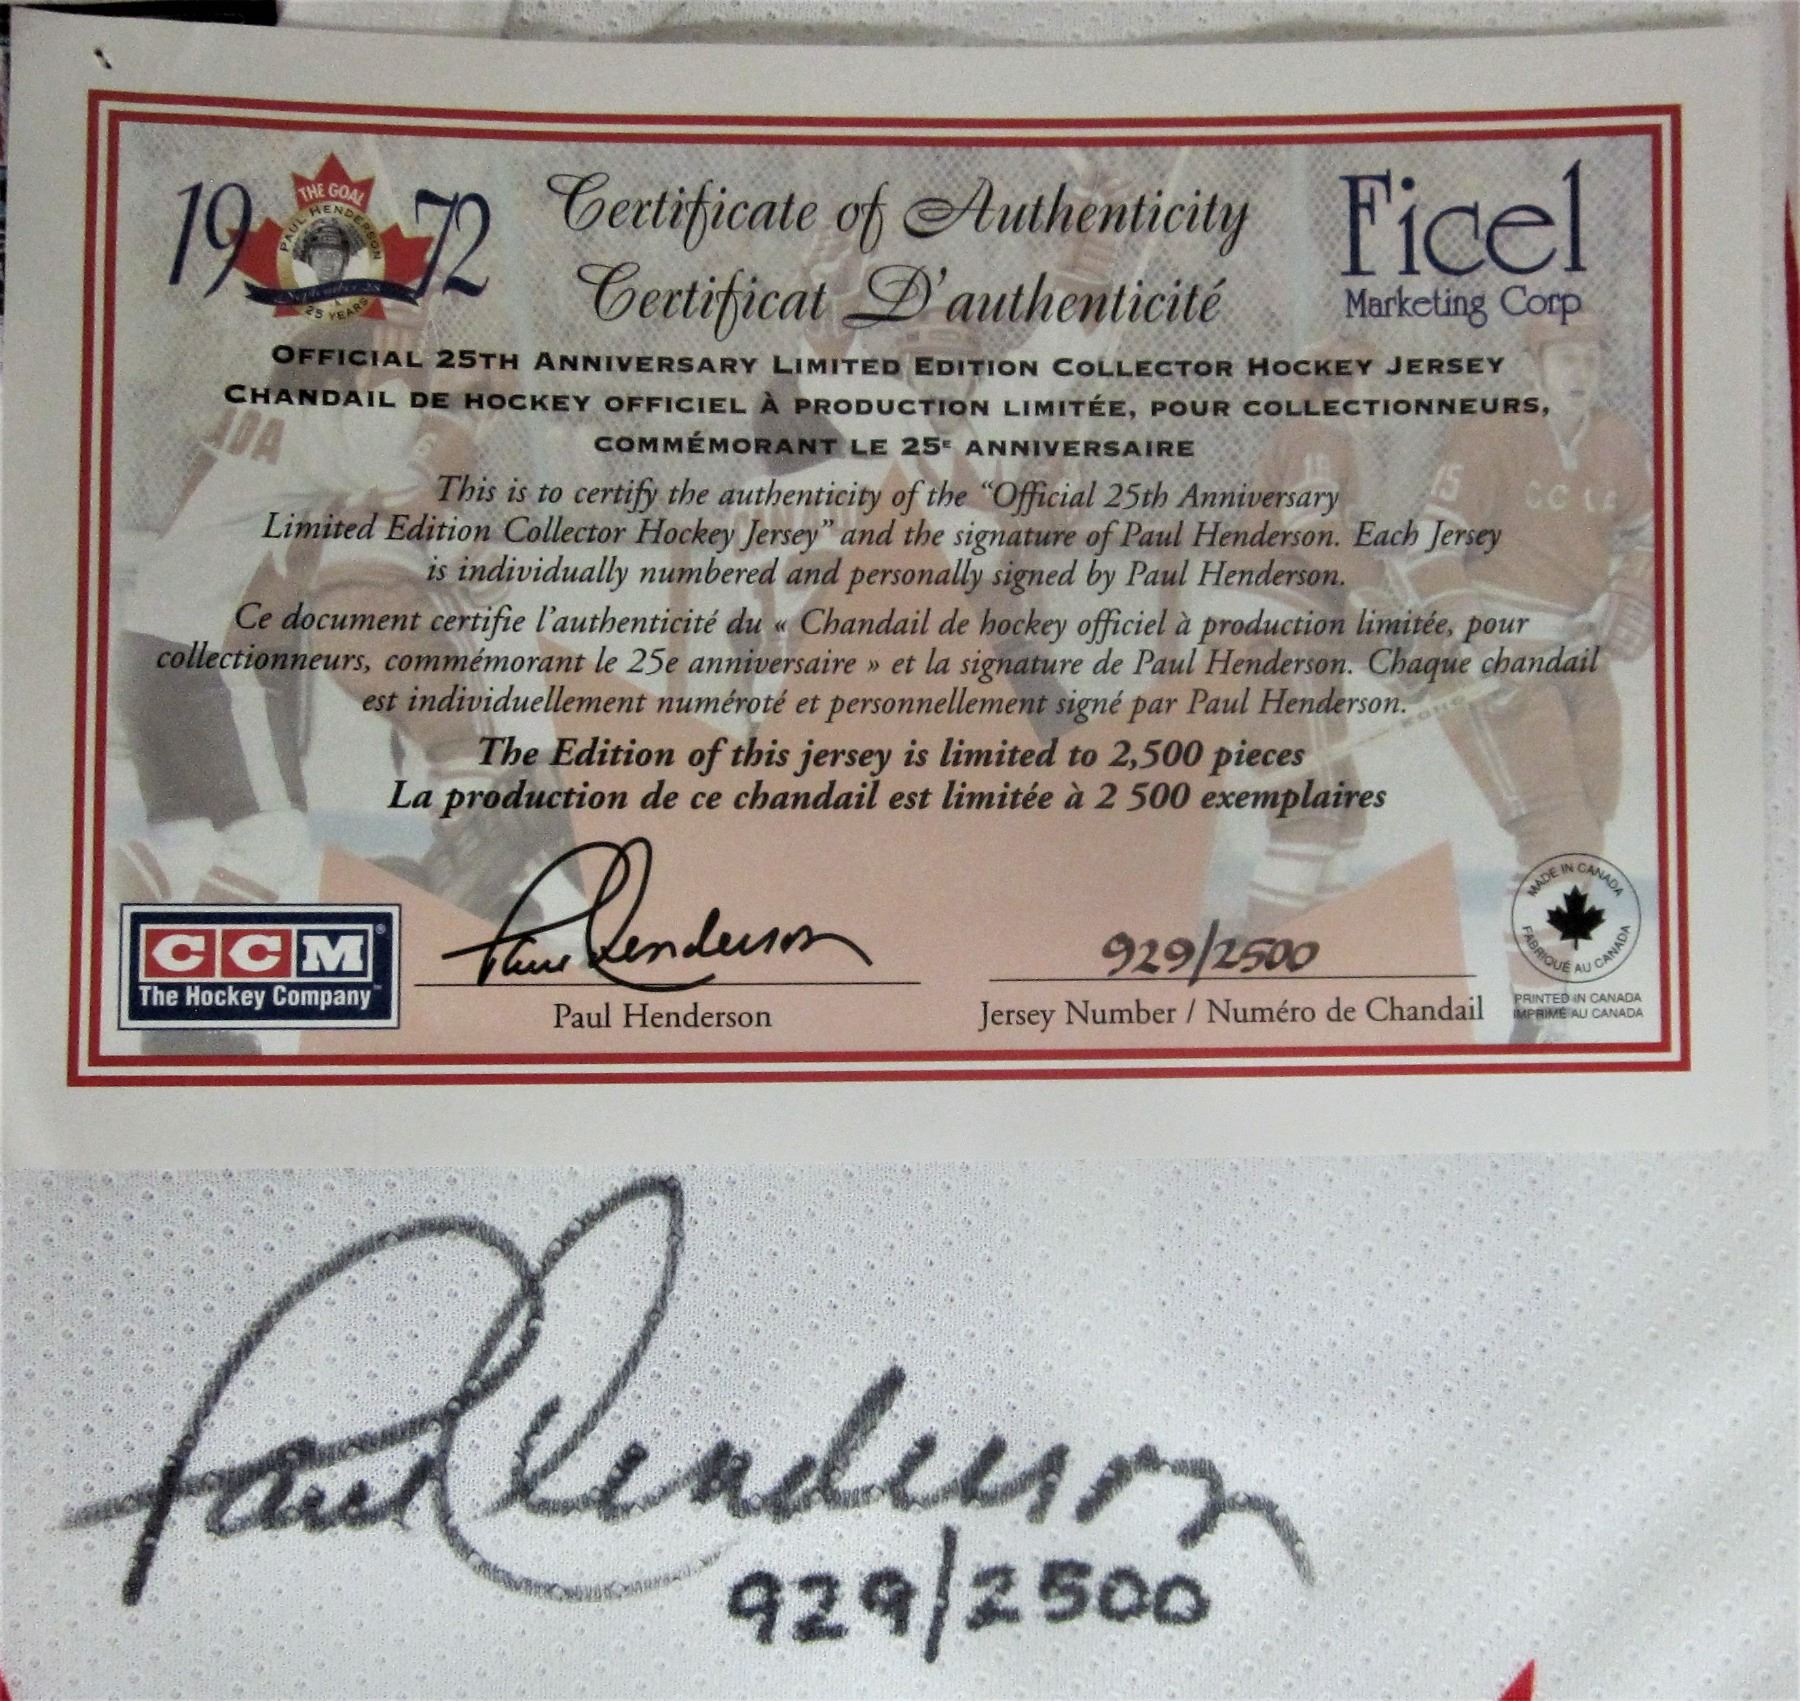 1972
THE GOAL
PAUL HENDERSON
September 28
25 YEARS
Certificate of Authenticity
Certificat D'authenticité
Ficel
Marketing Corp
OFFICIAL 25TH ANNIVERSARY LIMITED EDITION COLLECTOR HOCKEY JERSEY
CHANDAIL DE HOCKEY OFFICIEL À PRODUCTION LIMITÉE, POUR COLLECTIONNEURS,
COMMÉMORANT LE 25E ANNIVERSAIRE
This is to certify the authenticity of the “Official 25th Anniversary
Limited Edition Collector Hockey Jersey” and the signature of Paul Henderson. Each Jersey
is individually numbered and personally signed by Paul Henderson.
Ce document certifie l'authenticité du « Chandail de hockey officiel à production limitée, pour
collectionneurs, commémorant le 25e anniversaire » et la signature de Paul Henderson. Chaque chandail
est individuellement numéroté et personnellement signé par Paul Henderson.
The Edition of this jersey is limited to 2,500 pieces
La production de ce chandail est limitée à 2 500 exemplaires
CCM®
The Hockey Company™
Paul Henderson
Paul Henderson
929/2500
Jersey Number / Numéro de Chandail
MADE IN CANADA
FABRIQUÉ AU CANADA
PRINTED IN CANADA
IMPRIMÉ AU CANADA
Paul Henderson
929/2500